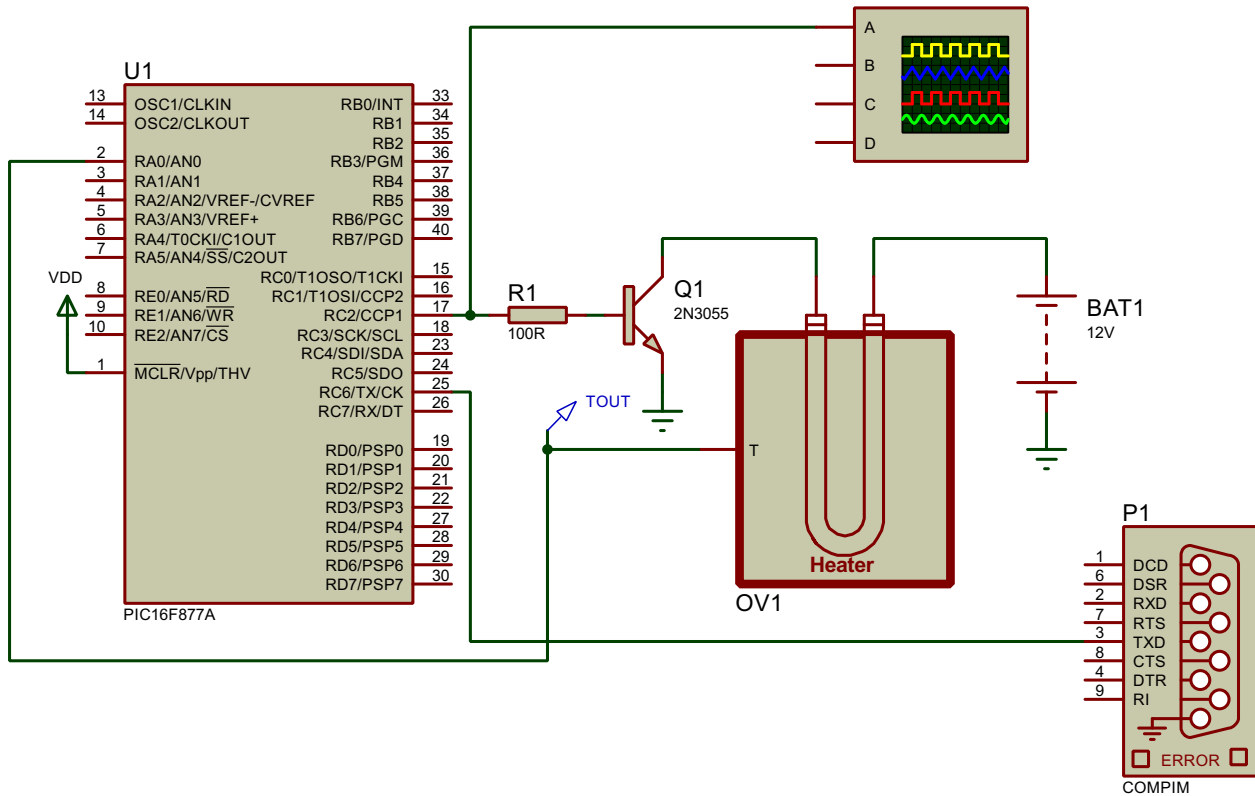 U1
13 OSC1/CLKIN
14 OSC2/CLKOUT
2 RA0/AN0
3 RA1/AN1
4 RA2/AN2/VREF-/CVREF
5 RA3/AN3/VREF+
6 RA4/T0CKI/C1OUT
7 RA5/AN4/SS/C2OUT
8 RE0/AN5/RD
9 RE1/AN6/WR
10 RE2/AN7/CS
1 MCLR/Vpp/THV
RB0/INT 33
RB1 34
RB2 35
RB3/PGM 36
RB4 37
RB5 38
RB6/PGC 39
RB7/PGD 40
RC0/T1OSO/T1CKI 15
RC1/T1OSI/CCP2 16
RC2/CCP1 17
RC3/SCK/SCL 18
RC4/SDI/SDA 23
RC5/SDO 24
RC6/TX/CK 25
RC7/RX/DT 26
RD0/PSP0 19
RD1/PSP1 20
RD2/PSP2 21
RD3/PSP3 22
RD4/PSP4 27
RD5/PSP5 28
RD6/PSP6 29
RD7/PSP7 30
PIC16F877A
VDD
A
B
C
D
R1
100R
Q1
2N3055
BAT1
12V
TOUT
T
Heater
OV1
P1
1 DCD
6 DSR
2 RXD
7 RTS
3 TXD
8 CTS
4 DTR
9 RI
ERROR
COMPIM